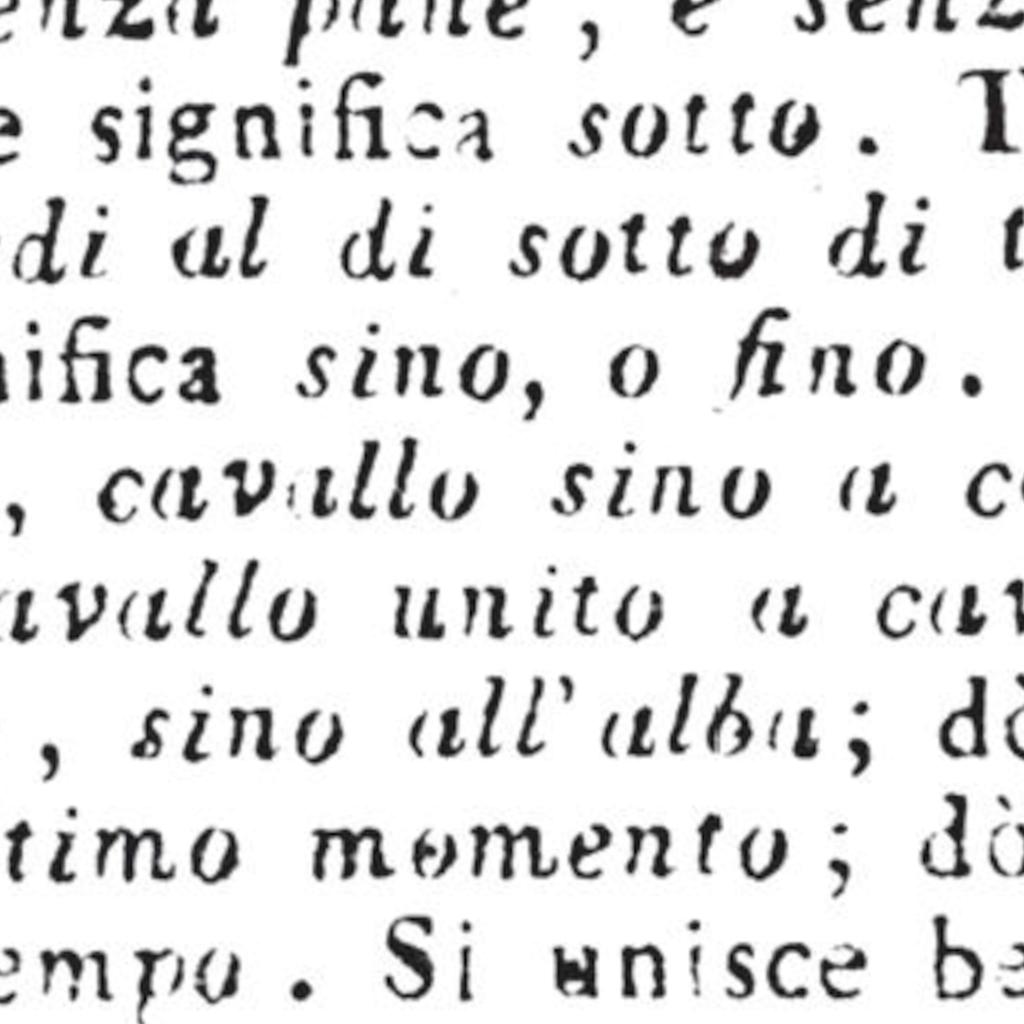 enza pane, e senz
e significa sotto. T
di al di sotto di t
nifica sino, o fino.
, cavallo sino a c
avallo unito a cav
, sino all'alba; dò
timo momento; dò
empo. Si unisce be